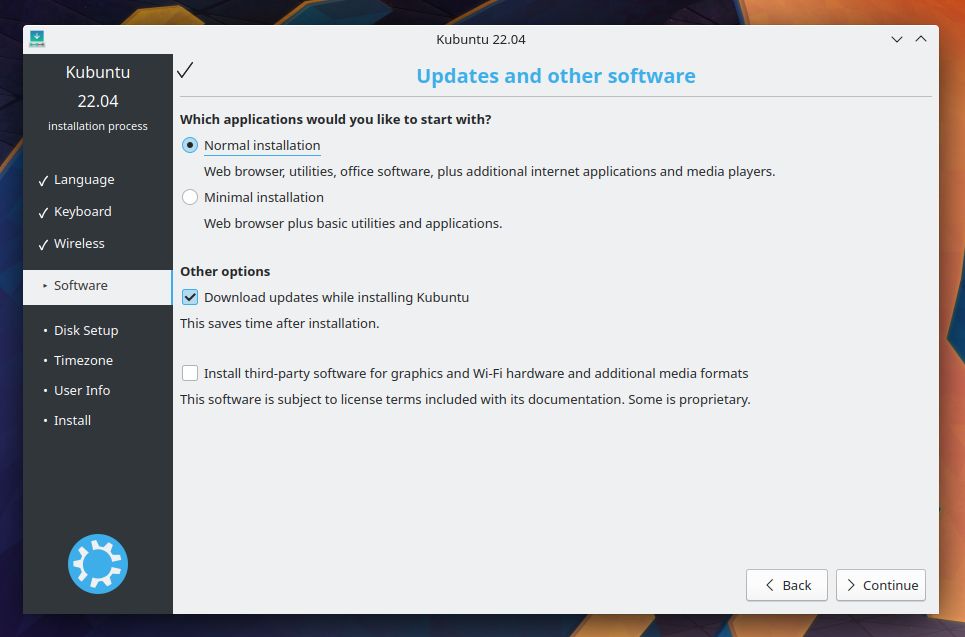 Kubuntu 22.04
Kubuntu
22.04
installation process
Language
Keyboard
Wireless
Software
Disk Setup
Timezone
User Info
Install
Updates and other software
Which applications would you like to start with?
Normal installation
Web browser, utilities, office software, plus additional internet applications and media players.
Minimal installation
Web browser plus basic utilities and applications.
Other options
Download updates while installing Kubuntu
This saves time after installation.
Install third-party software for graphics and Wi-Fi hardware and additional media formats
This software is subject to license terms included with its documentation. Some is proprietary.
Back
Continue